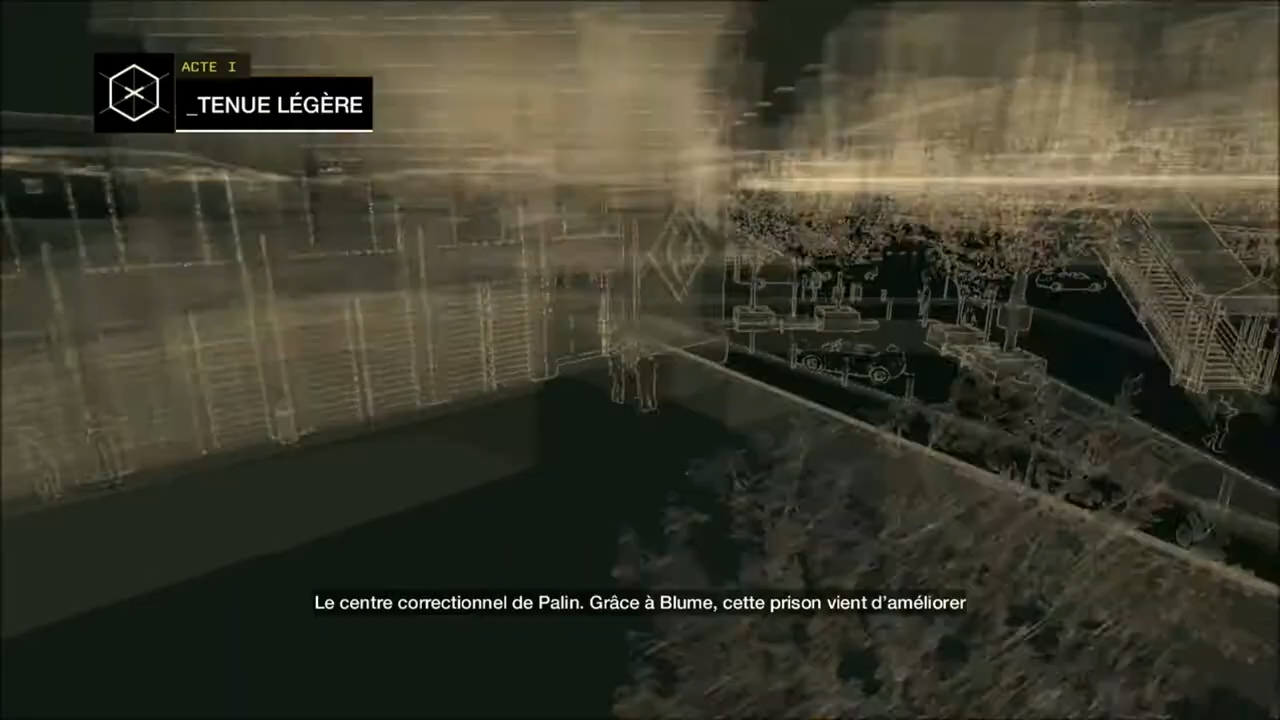 ACTE I
_TENUE LÉGÈRE
Le centre correctionnel de Palin. Grâce à Blume, cette prison vient d'améliorer